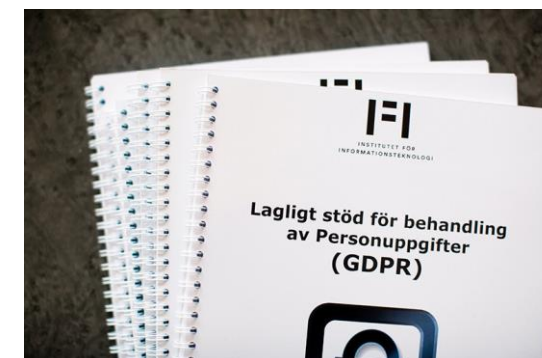 INSTITUTET FÖR
INFORMATIONSTEKNOLOGI
Lagligt stöd för behandling
av Personuppgifter
(GDPR)